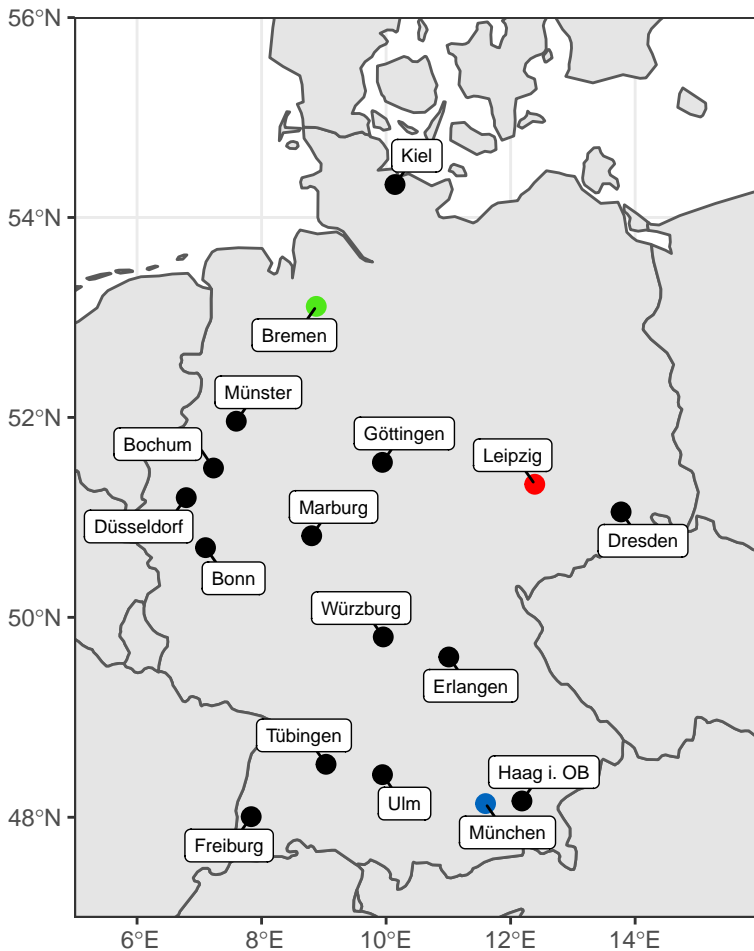 56°N
Kiel
54°N
Bremen
Münster
52°N
Göttingen
Bochum
Leipzig
Marburg
Düsseldorf
Dresden
Bonn
Würzburg
50°N
Erlangen
Tübingen
Haag i. OB
Ulm
48°N
München
Freiburg
6°E 8°E 10°E 12°E 14°E